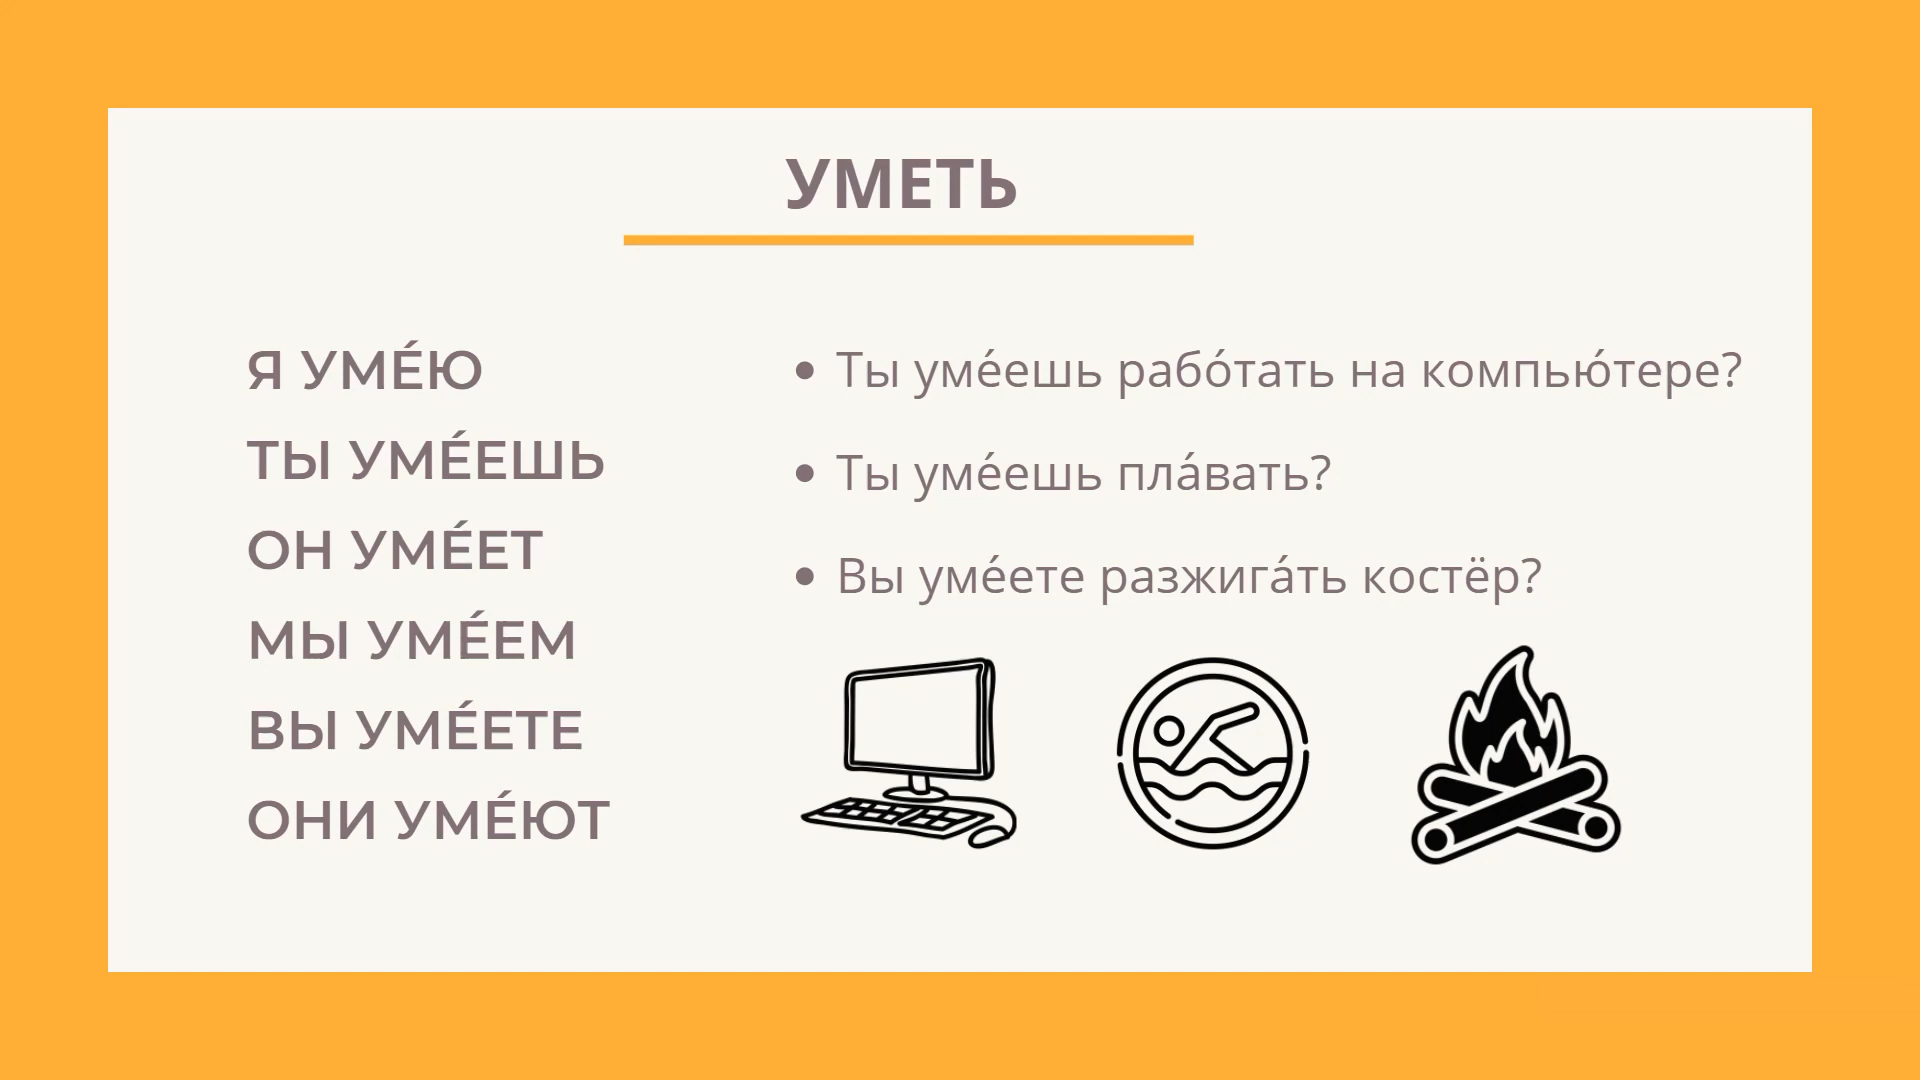 УМЕТЬ
Я УМЕ́Ю
ТЫ УМЕ́ЕШЬ
ОН УМЕ́ЕТ
МЫ УМЕ́ЕМ
ВЫ УМЕ́ЕТЕ
ОНИ УМЕ́ЮТ
• Ты уме́ешь рабо́тать на компью́тере?
• Ты уме́ешь пла́вать?
• Вы уме́ете разжига́ть костёр?